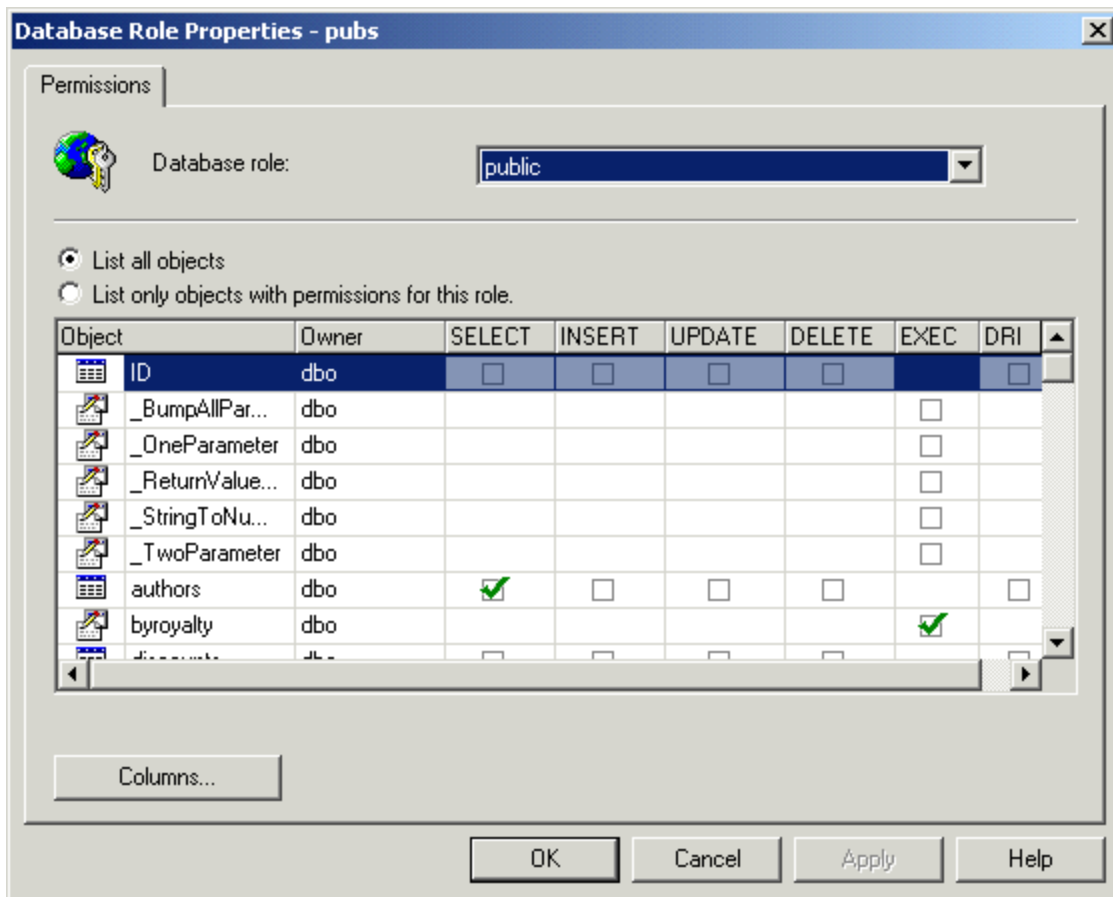 Database Role Properties - pubs
Permissions
Database role: public
List all objects
List only objects with permissions for this role.
Object Owner SELECT INSERT UPDATE DELETE EXEC DRI
ID dbo
_BumpAllPar... dbo
_OneParameter dbo
_ReturnValue... dbo
_StringToNu... dbo
_TwoParameter dbo
authors dbo
byroyalty dbo
discounts dbo
Columns...
OK Cancel Apply Help